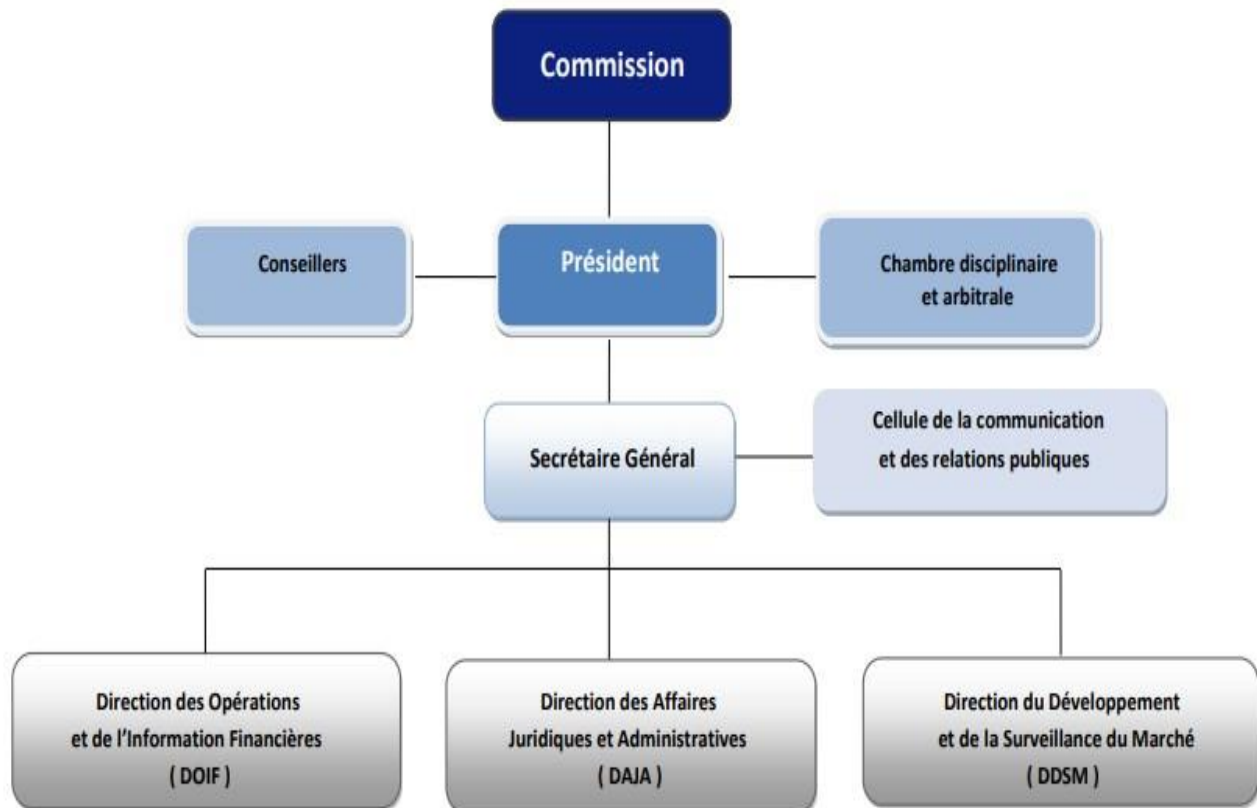 Commission
Conseillers
Président
Chambre disciplinaire
et arbitrale
Secrétaire Général
Cellule de la communication
et des relations publiques
Direction des Opérations
et de l'Information Financières
( DOIF )
Direction des Affaires
Juridiques et Administratives
( DAJA )
Direction du Développement
et de la Surveillance du Marché
( DDSM )